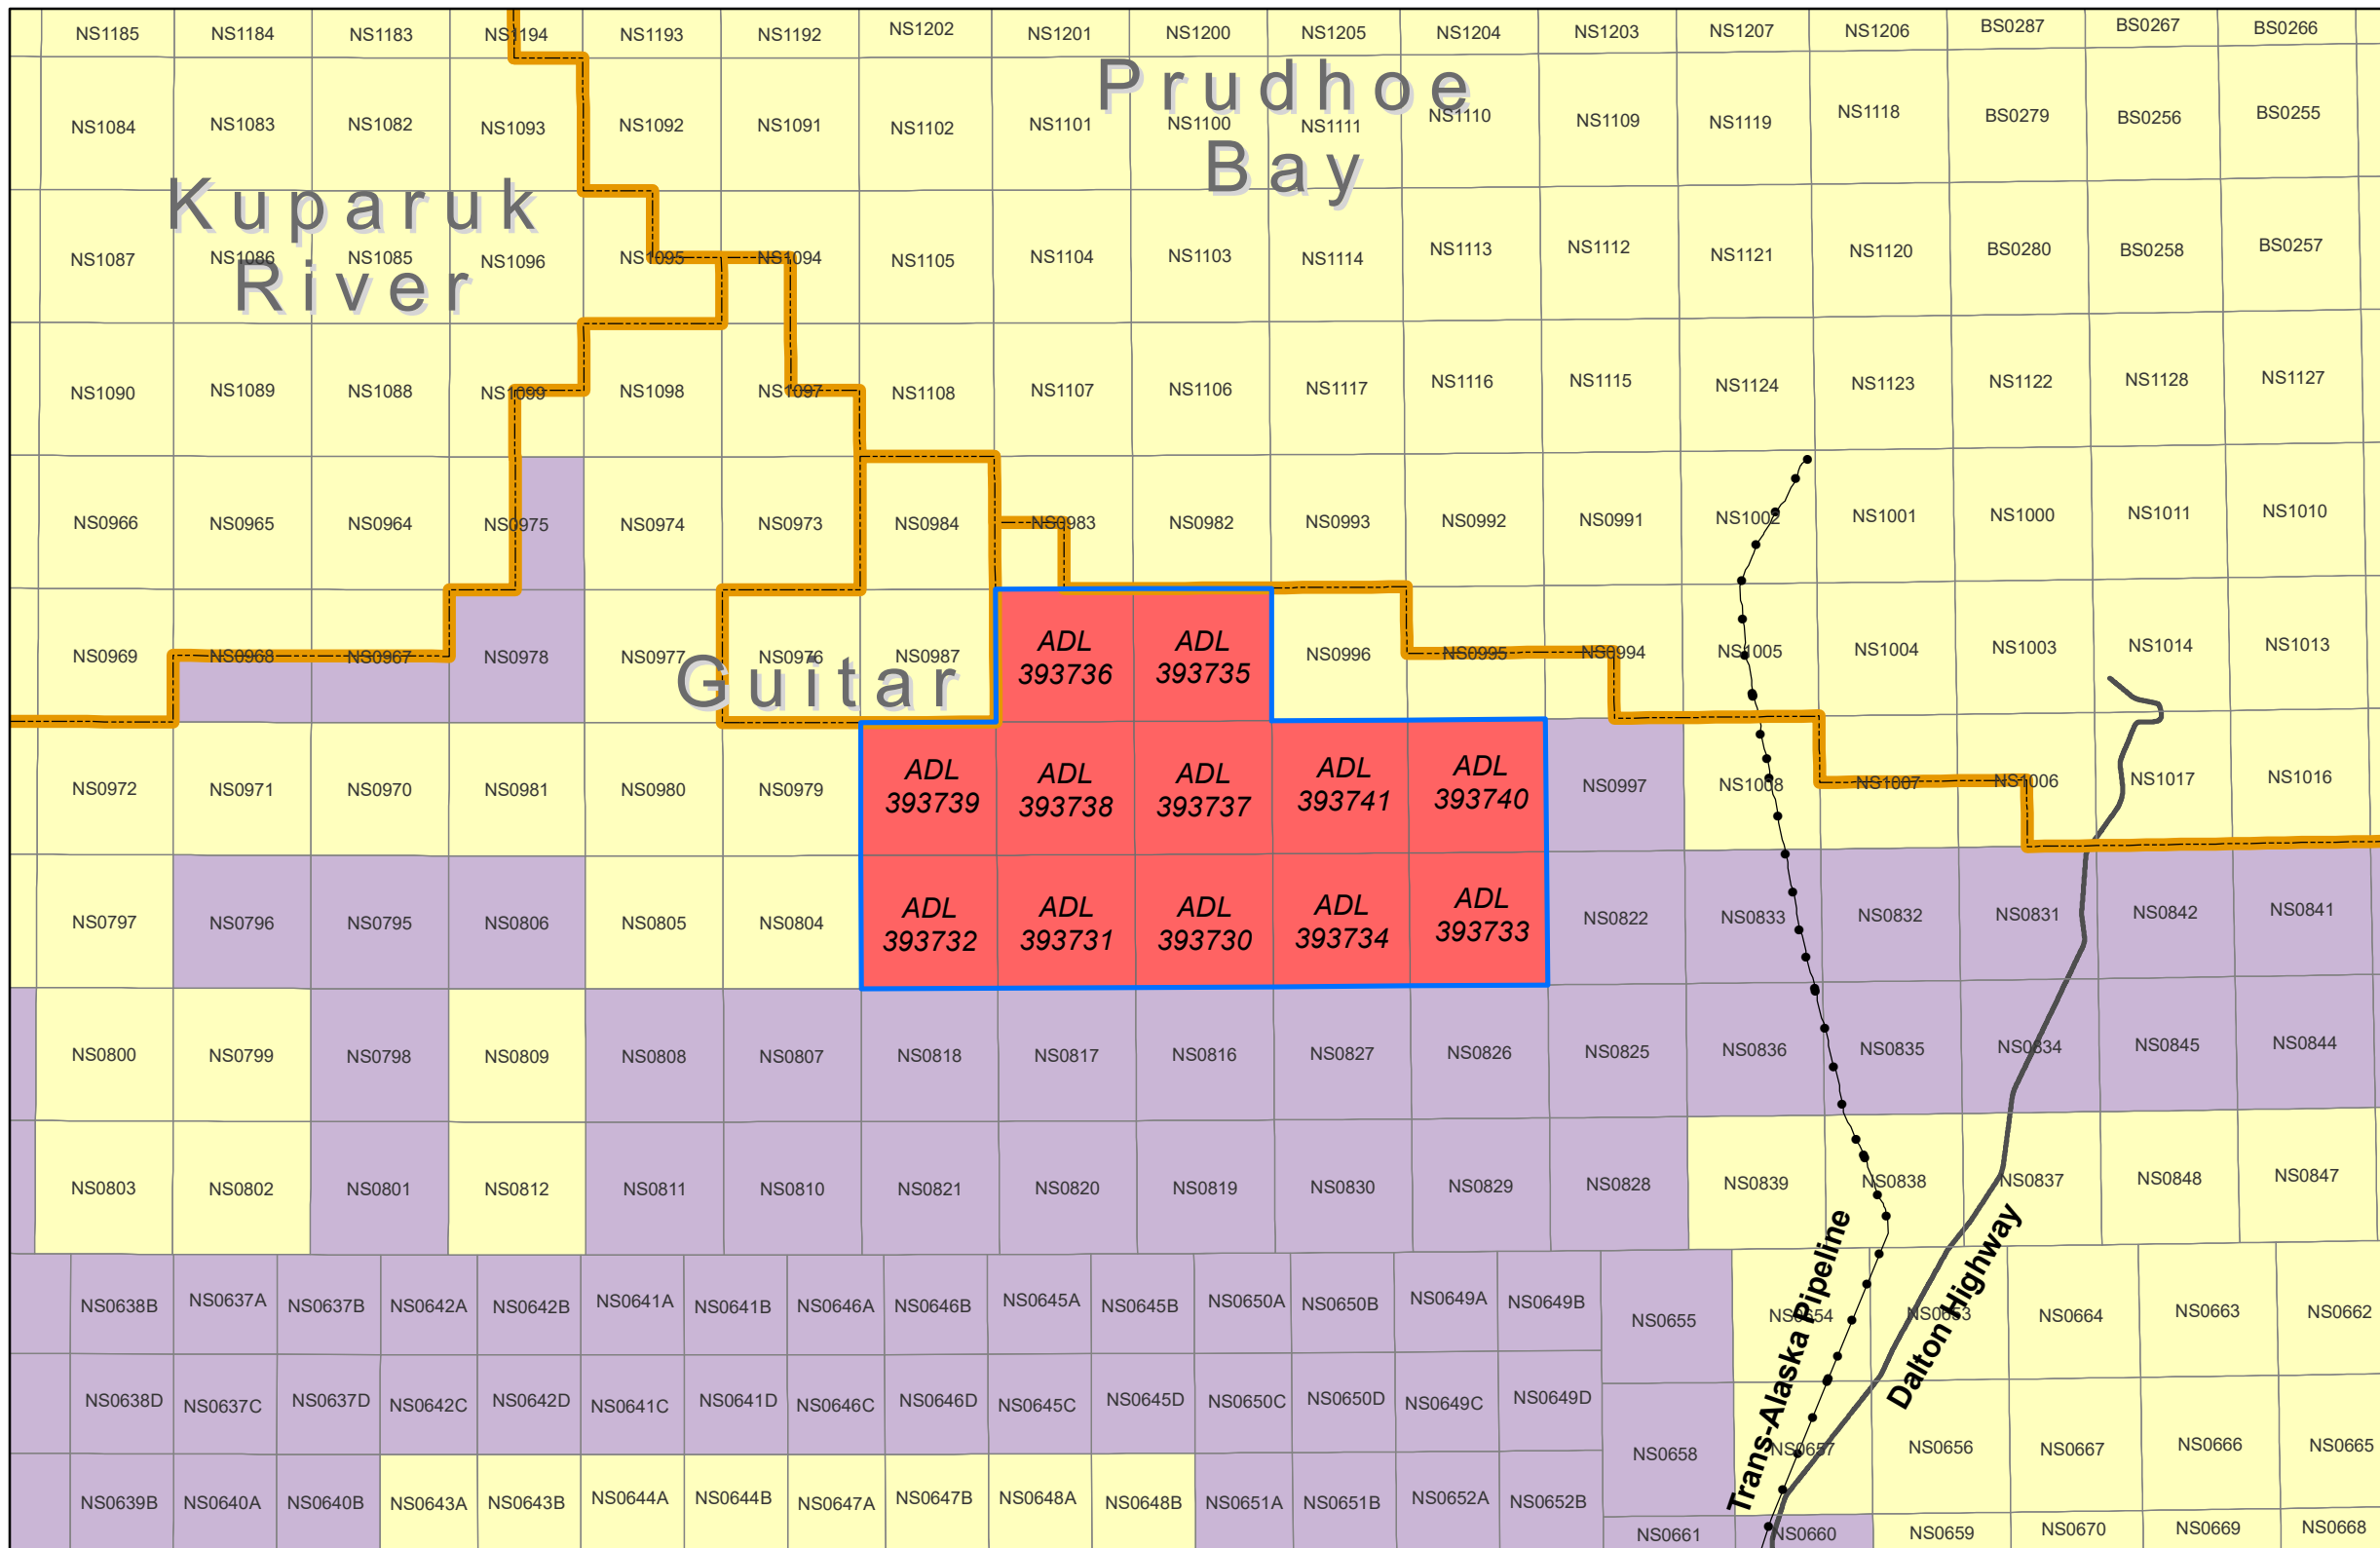 NS1185 NS1184 NS1183 NS1194 NS1193 NS1192 NS1202 NS1201 NS1200 NS1205 NS1204 NS1203 NS1207 NS1206 BS0287 BS0267 BS0266
Prudhoe
Bay
NS1084 NS1083 NS1082 NS1093 NS1092 NS1091 NS1102 NS1101 NS1100 NS1111 NS1110 NS1109 NS1119 NS1118 BS0279 BS0256 BS0255
Kuparuk
River
NS1087 NS1086 NS1085 NS1096 NS1095 NS1094 NS1105 NS1104 NS1103 NS1114 NS1113 NS1112 NS1121 NS1120 BS0280 BS0258 BS0257
NS1090 NS1089 NS1088 NS1099 NS1098 NS1097 NS1108 NS1107 NS1106 NS1117 NS1116 NS1115 NS1124 NS1123 NS1122 NS1128 NS1127
NS0966 NS0965 NS0964 NS0975 NS0974 NS0973 NS0984 NS0983 NS0982 NS0993 NS0992 NS0991 NS1002 NS1001 NS1000 NS1011 NS1010
NS0969 NS0968 NS0967 NS0978 NS0977 NS0976 NS0987 ADL 393736 ADL 393735 NS0996 NS0995 NS0994 NS1005 NS1004 NS1003 NS1014 NS1013
Guitar
NS0972 NS0971 NS0970 NS0981 NS0980 NS0979 ADL 393739 ADL 393738 ADL 393737 ADL 393741 ADL 393740 NS0997 NS1008 NS1007 NS1006 NS1017 NS1016
NS0797 NS0796 NS0795 NS0806 NS0805 NS0804 ADL 393732 ADL 393731 ADL 393730 ADL 393734 ADL 393733 NS0822 NS0833 NS0832 NS0831 NS0842 NS0841
NS0800 NS0799 NS0798 NS0809 NS0808 NS0807 NS0818 NS0817 NS0816 NS0827 NS0826 NS0825 NS0836 NS0835 NS0834 NS0845 NS0844
NS0803 NS0802 NS0801 NS0812 NS0811 NS0810 NS0821 NS0820 NS0819 NS0830 NS0829 NS0828 NS0839 NS0838 NS0837 NS0848 NS0847
NS0638B NS0637A NS0637B NS0642A NS0642B NS0641A NS0641B NS0646A NS0646B NS0645A NS0645B NS0650A NS0650B NS0649A NS0649B NS0655 NS0654 NS0653 NS0664 NS0663 NS0662
Trans-Alaska Pipeline
Dalton Highway
NS0638D NS0637C NS0637D NS0642C NS0642D NS0641C NS0641D NS0646C NS0646D NS0645C NS0645D NS0650C NS0650D NS0649C NS0649D NS0658 NS0657 NS0656 NS0667 NS0666 NS0665
NS0639B NS0640A NS0640B NS0643A NS0643B NS0644A NS0644B NS0647A NS0647B NS0648A NS0648B NS0651A NS0651B NS0652A NS0652B NS0661 NS0660 NS0659 NS0670 NS0669 NS0668